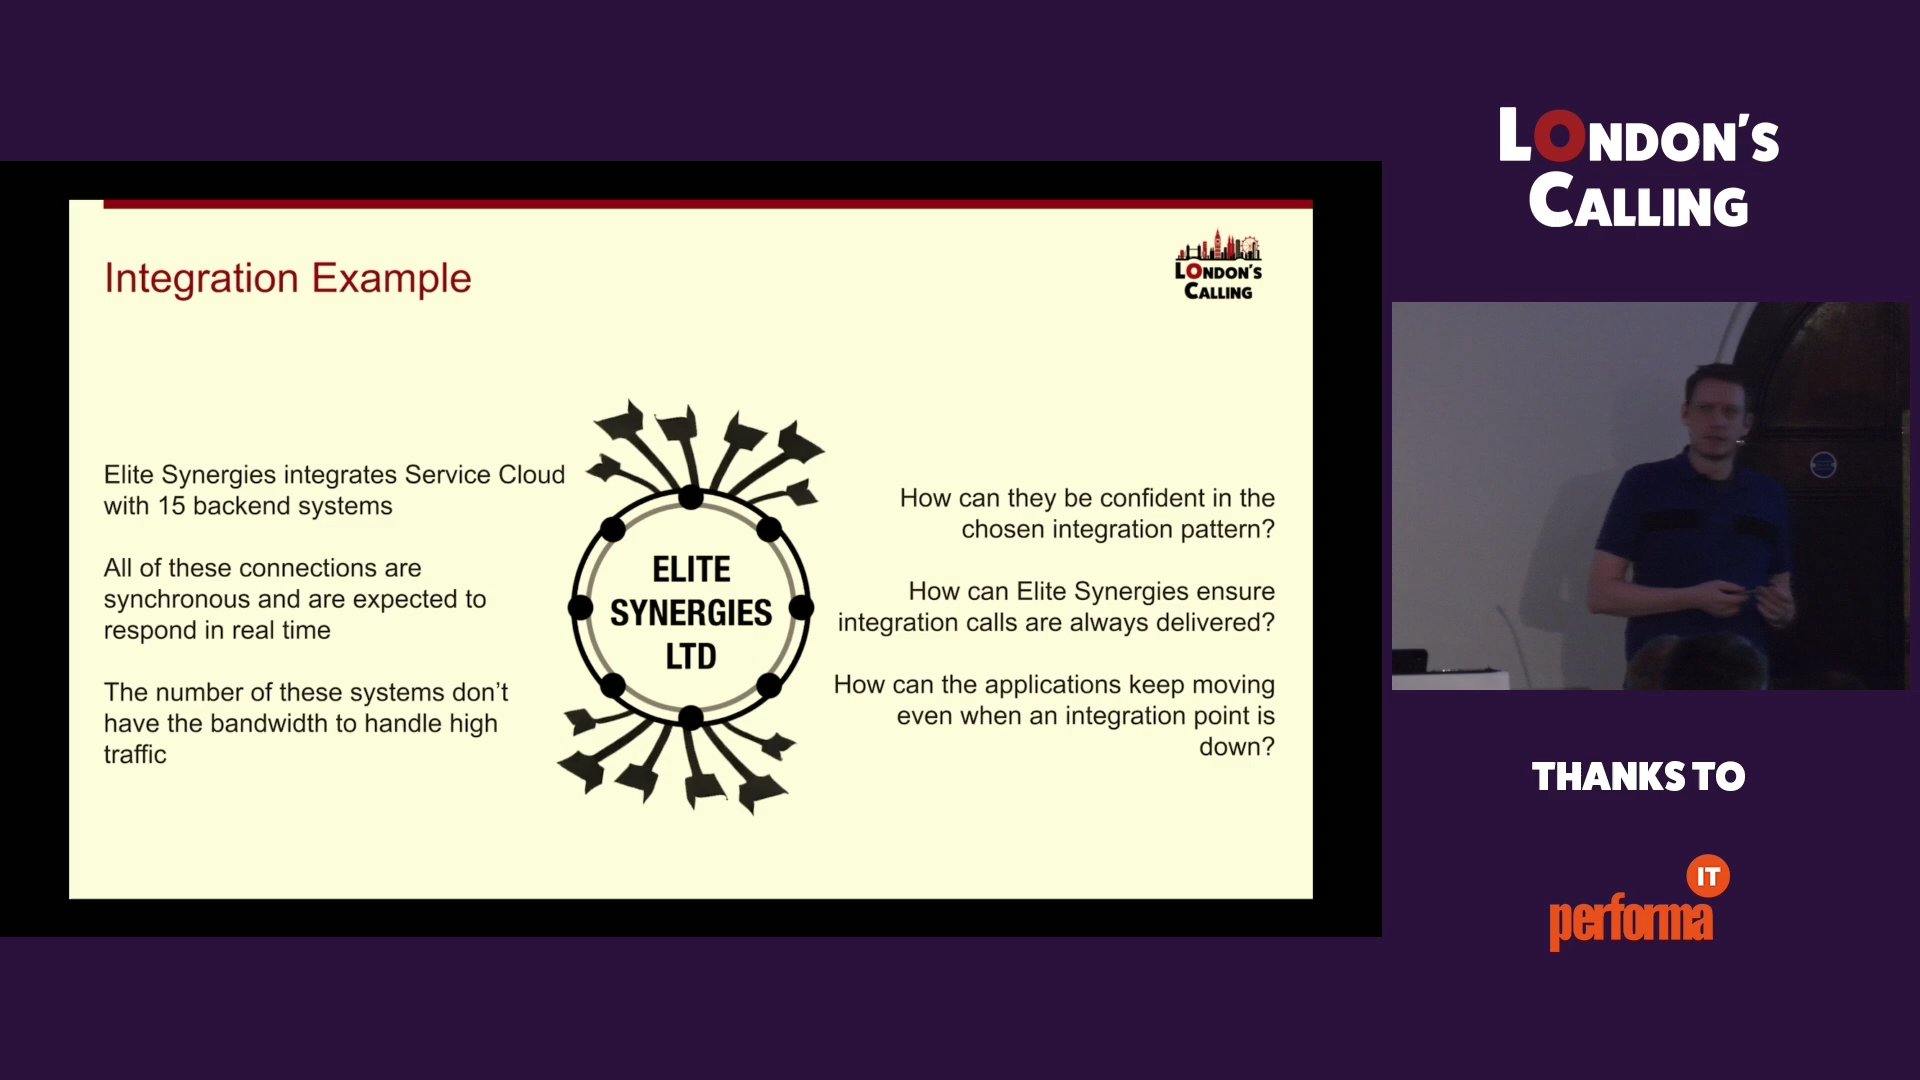 Integration Example
LONDON'S
CALLING
Elite Synergies integrates Service Cloud
with 15 backend systems
All of these connections are
synchronous and are expected to
respond in real time
The number of these systems don't
have the bandwidth to handle high
traffic
ELITE
SYNERGIES
LTD
How can they be confident in the
chosen integration pattern?
How can Elite Synergies ensure
integration calls are always delivered?
How can the applications keep moving
even when an integration point is
down?
LONDON'S
CALLING
THANKS TO
performa
IT